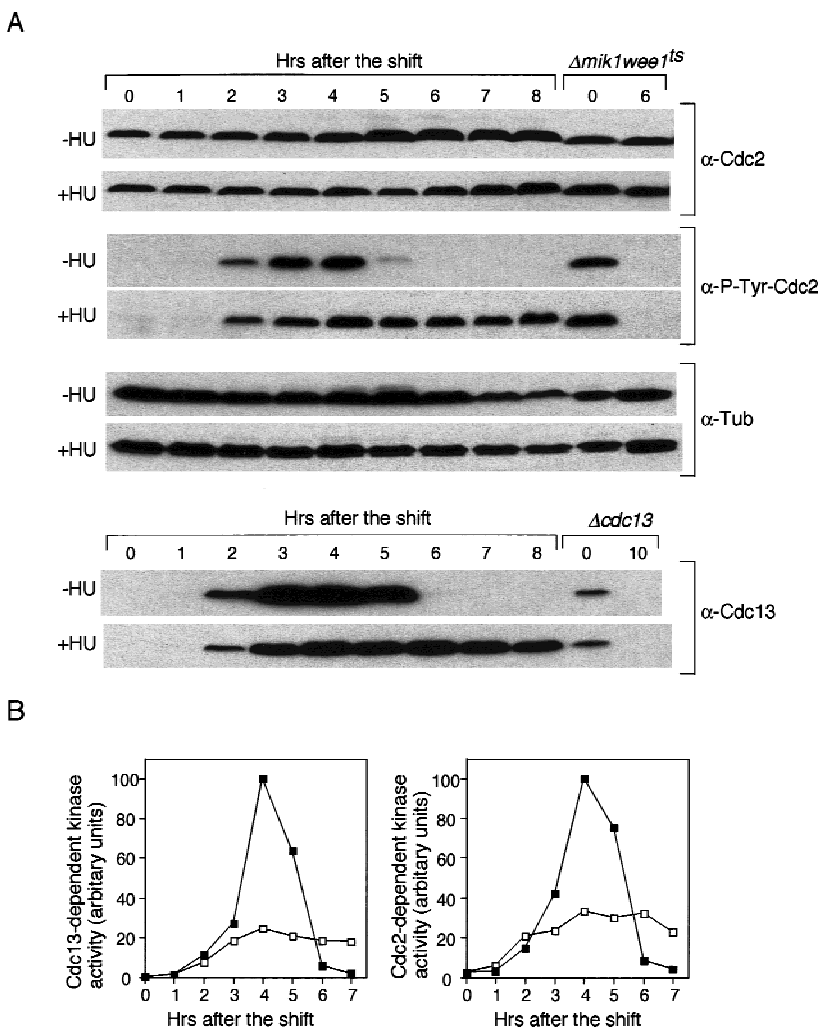 A
Hrs after the shift Δmik1wee1ts
0 1 2 3 4 5 6 7 8 0 6
-HU
α-Cdc2
+HU
-HU
α-P-Tyr-Cdc2
+HU
-HU
α-Tub
+HU
Hrs after the shift Δcdc13
0 1 2 3 4 5 6 7 8 0 10
-HU
α-Cdc13
+HU
B
Cdc13-dependent kinase
activity (arbitary units)
100
80
60
40
20
0
0 1 2 3 4 5 6 7
Hrs after the shift
Cdc2-dependent kinase
activity (arbitary units)
100
80
60
40
20
0
0 1 2 3 4 5 6 7
Hrs after the shift